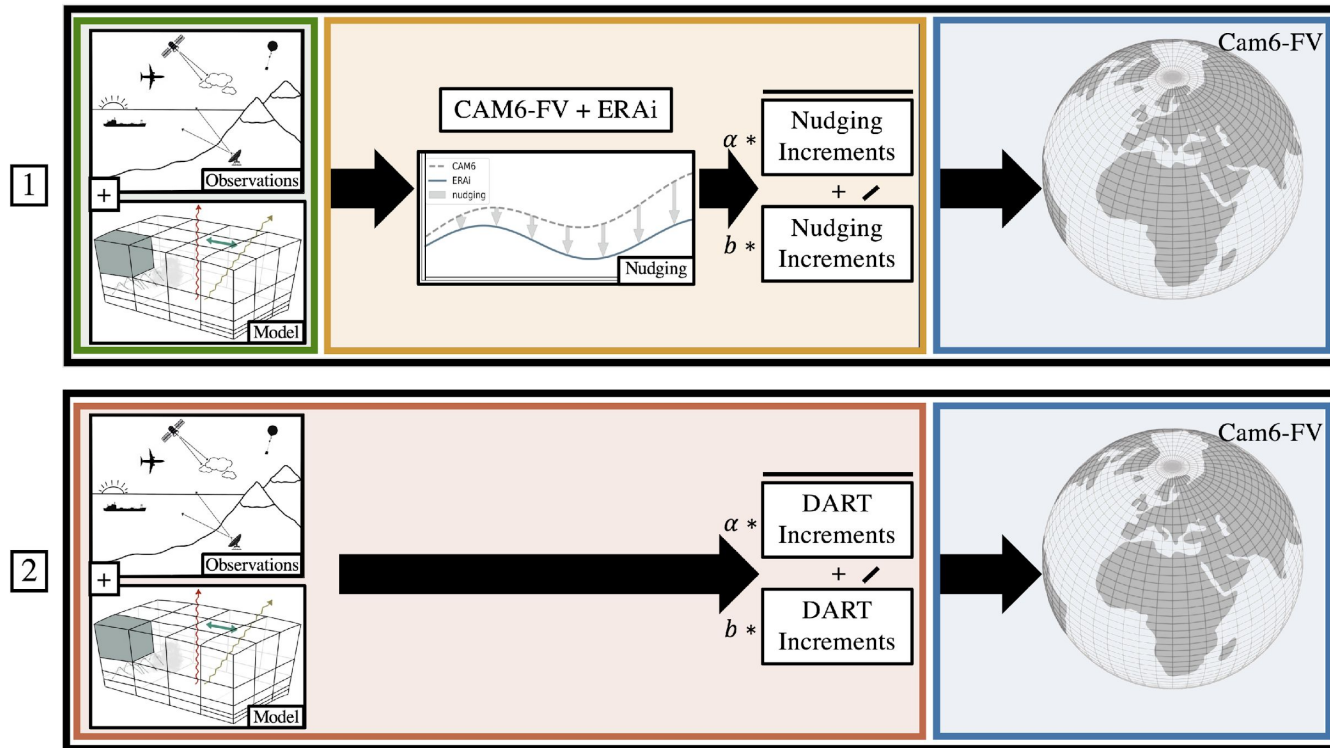 1
Observations
+
Model
CAM6-FV + ERAi
CAM6
ERAi
nudging
Nudging
α *
Nudging
Increments
+
b *
Nudging
Increments
Cam6-FV
2
Observations
+
Model
α *
DART
Increments
+
b *
DART
Increments
Cam6-FV